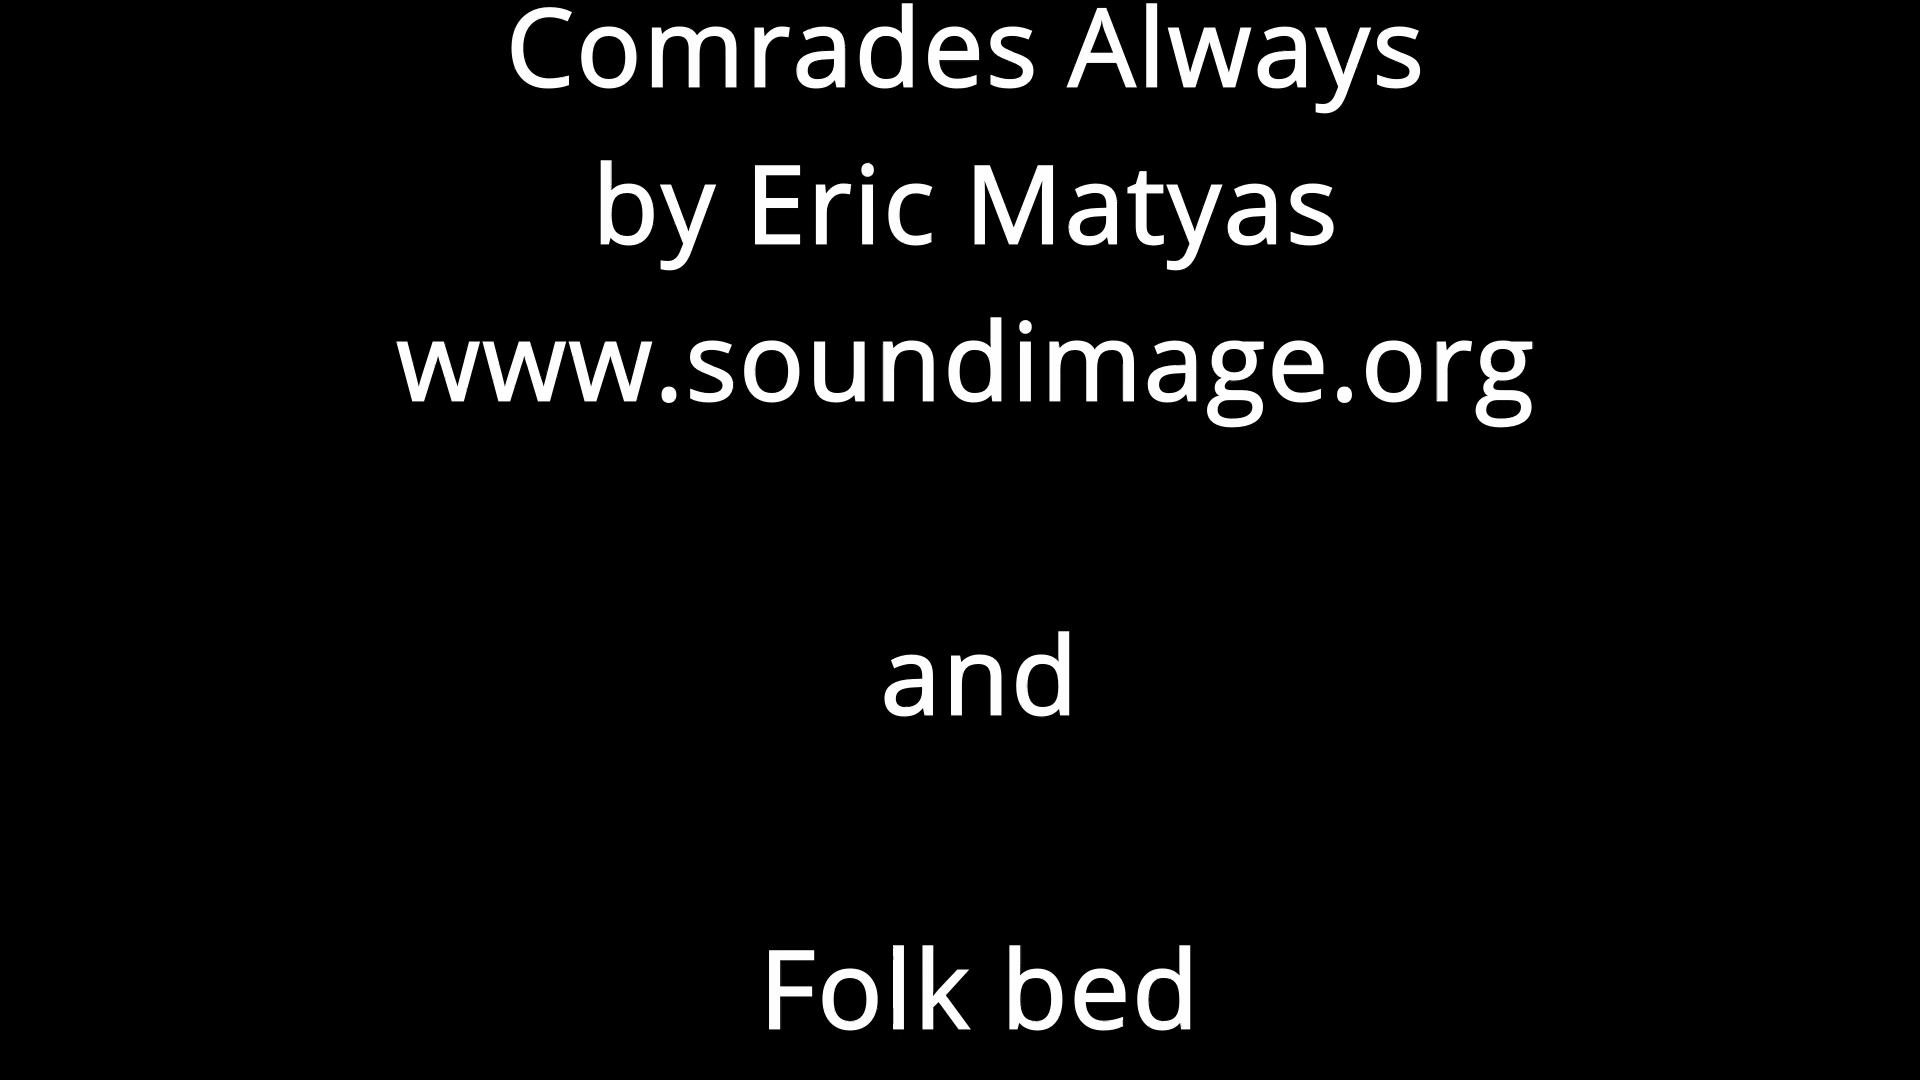 Comrades Always
by Eric Matyas
www.soundimage.org
and
Folk bed